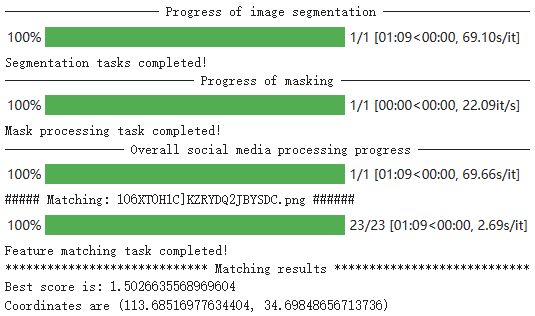 Progress of image segmentation
100% 1/1 [01:09<00:00, 69.10s/it]
Segmentation tasks completed!
Progress of masking
100% 1/1 [00:00<00:00, 22.09it/s]
Mask processing task completed!
Overall social media processing progress
100% 1/1 [01:09<00:00, 69.66s/it]
##### Matching: 106XTOH1C]KZRYDQ2JBYSDC.png ######
100% 23/23 [01:09<00:00, 2.69s/it]
Feature matching task completed!
**************************** Matching results ***************************
Best score is: 1.5026635568969604
Coordinates are (113.68516977634404, 34.69848656713736)